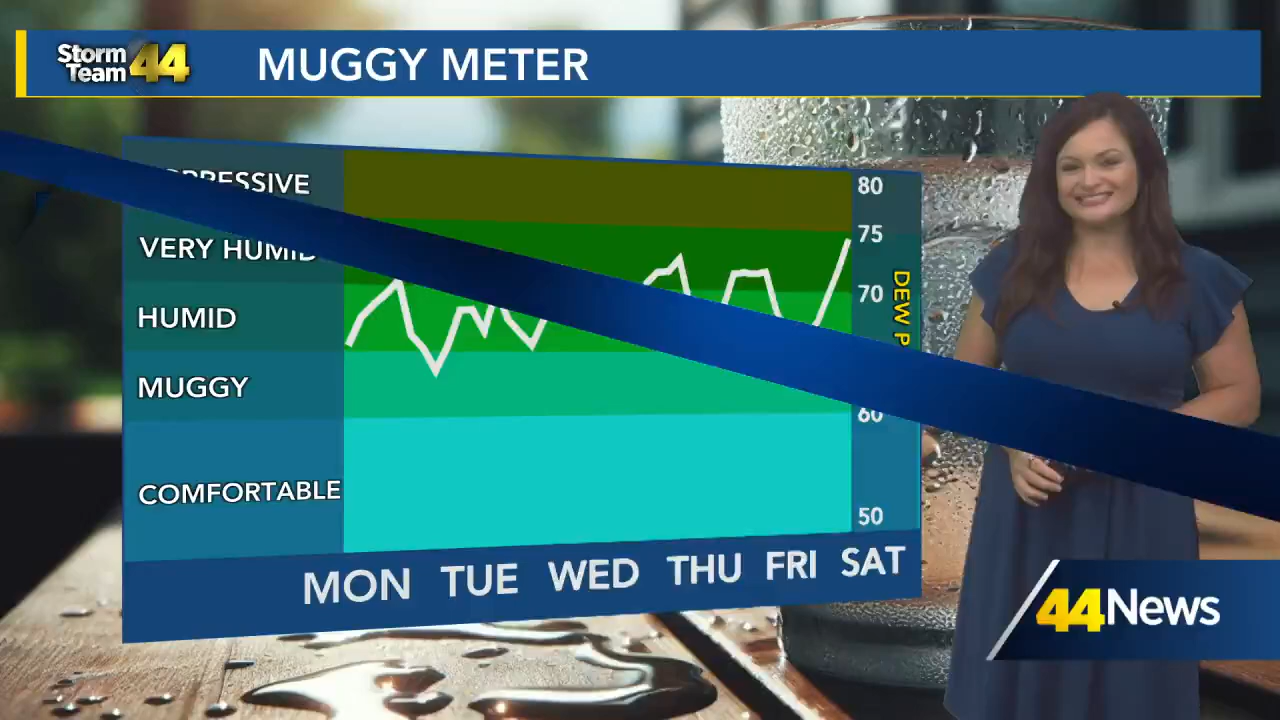 Storm
Team 44
MUGGY METER
80
VERY
75
HUMID
70
DEW
MUGGY
60
COMFORTABLE
50
MON TUE WED THU FRI SAT
44News